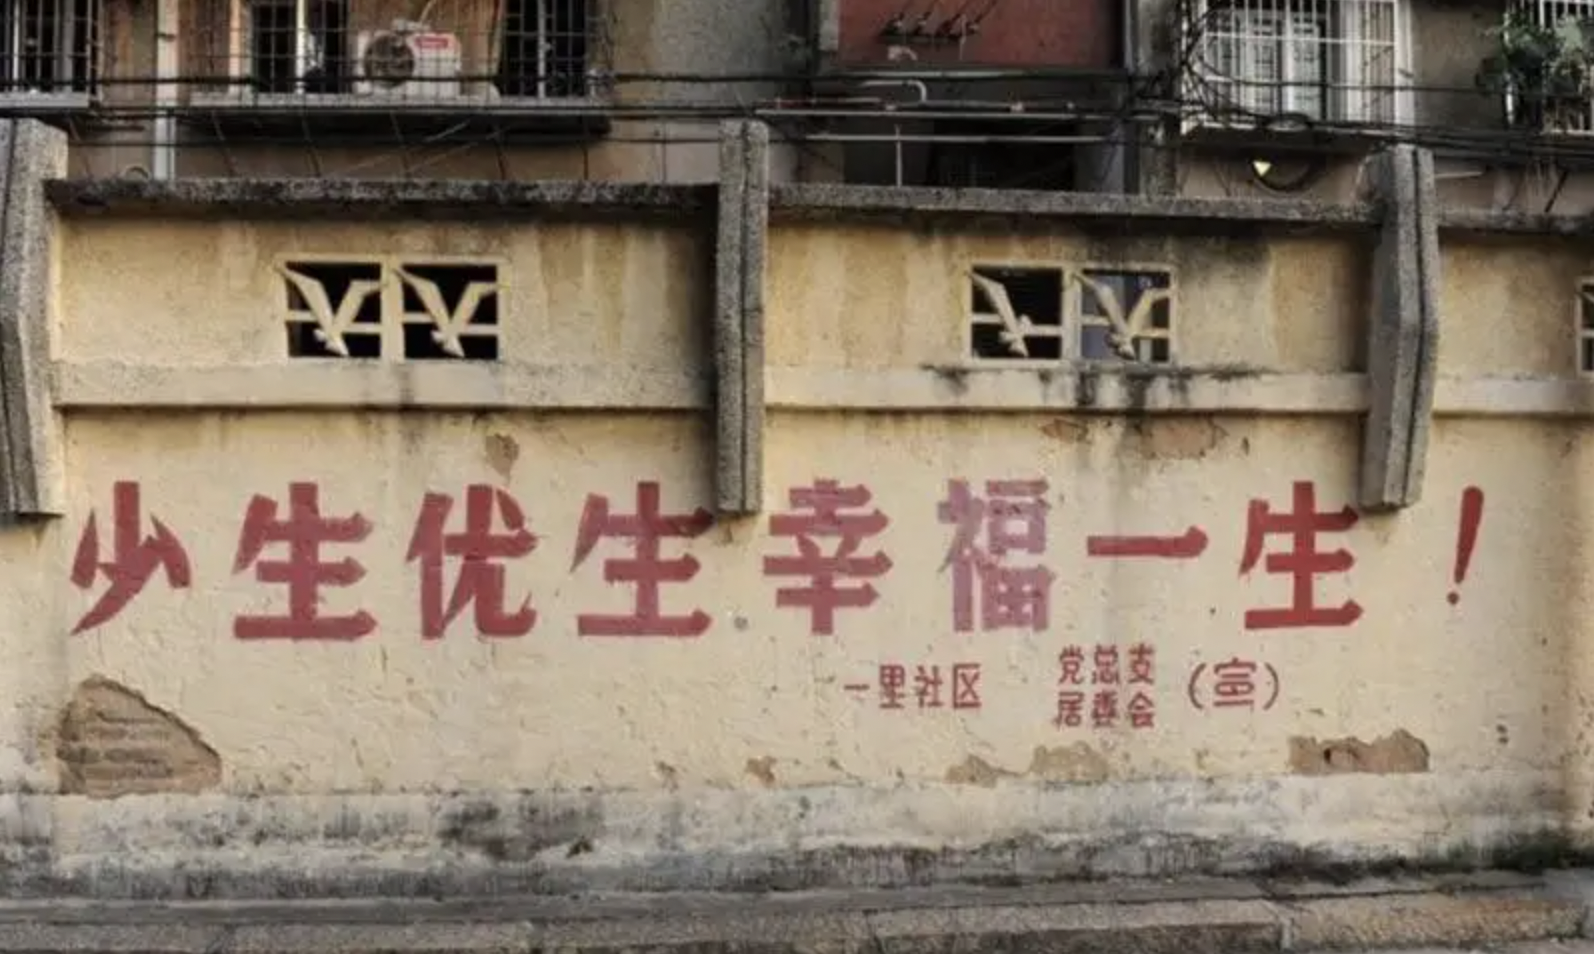 少生优生幸福一生！
一里社区 党总支 居委会（宣）